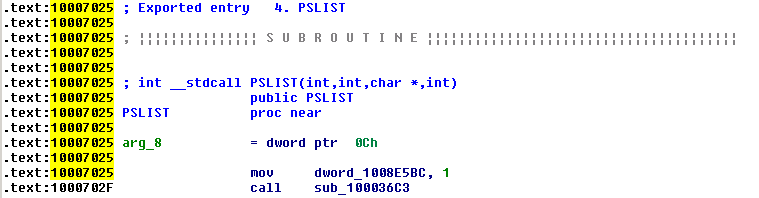 .text:10007025 ; Exported entry   4. PSLIST
.text:10007025
.text:10007025 ; ¦¦¦¦¦¦¦¦¦¦¦¦¦¦¦ S U B R O U T I N E ¦¦¦¦¦¦¦¦¦¦¦¦¦¦¦¦¦¦¦¦¦¦¦¦¦¦¦¦¦¦¦¦¦¦¦¦¦¦¦
.text:10007025
.text:10007025
.text:10007025 ; int __stdcall PSLIST(int,int,char *,int)
.text:10007025                 public PSLIST
.text:10007025 PSLIST          proc near
.text:10007025
.text:10007025 arg_8           = dword ptr  0Ch
.text:10007025
.text:10007025                 mov     dword_1008E5BC, 1
.text:1000702F                 call    sub_100036C3